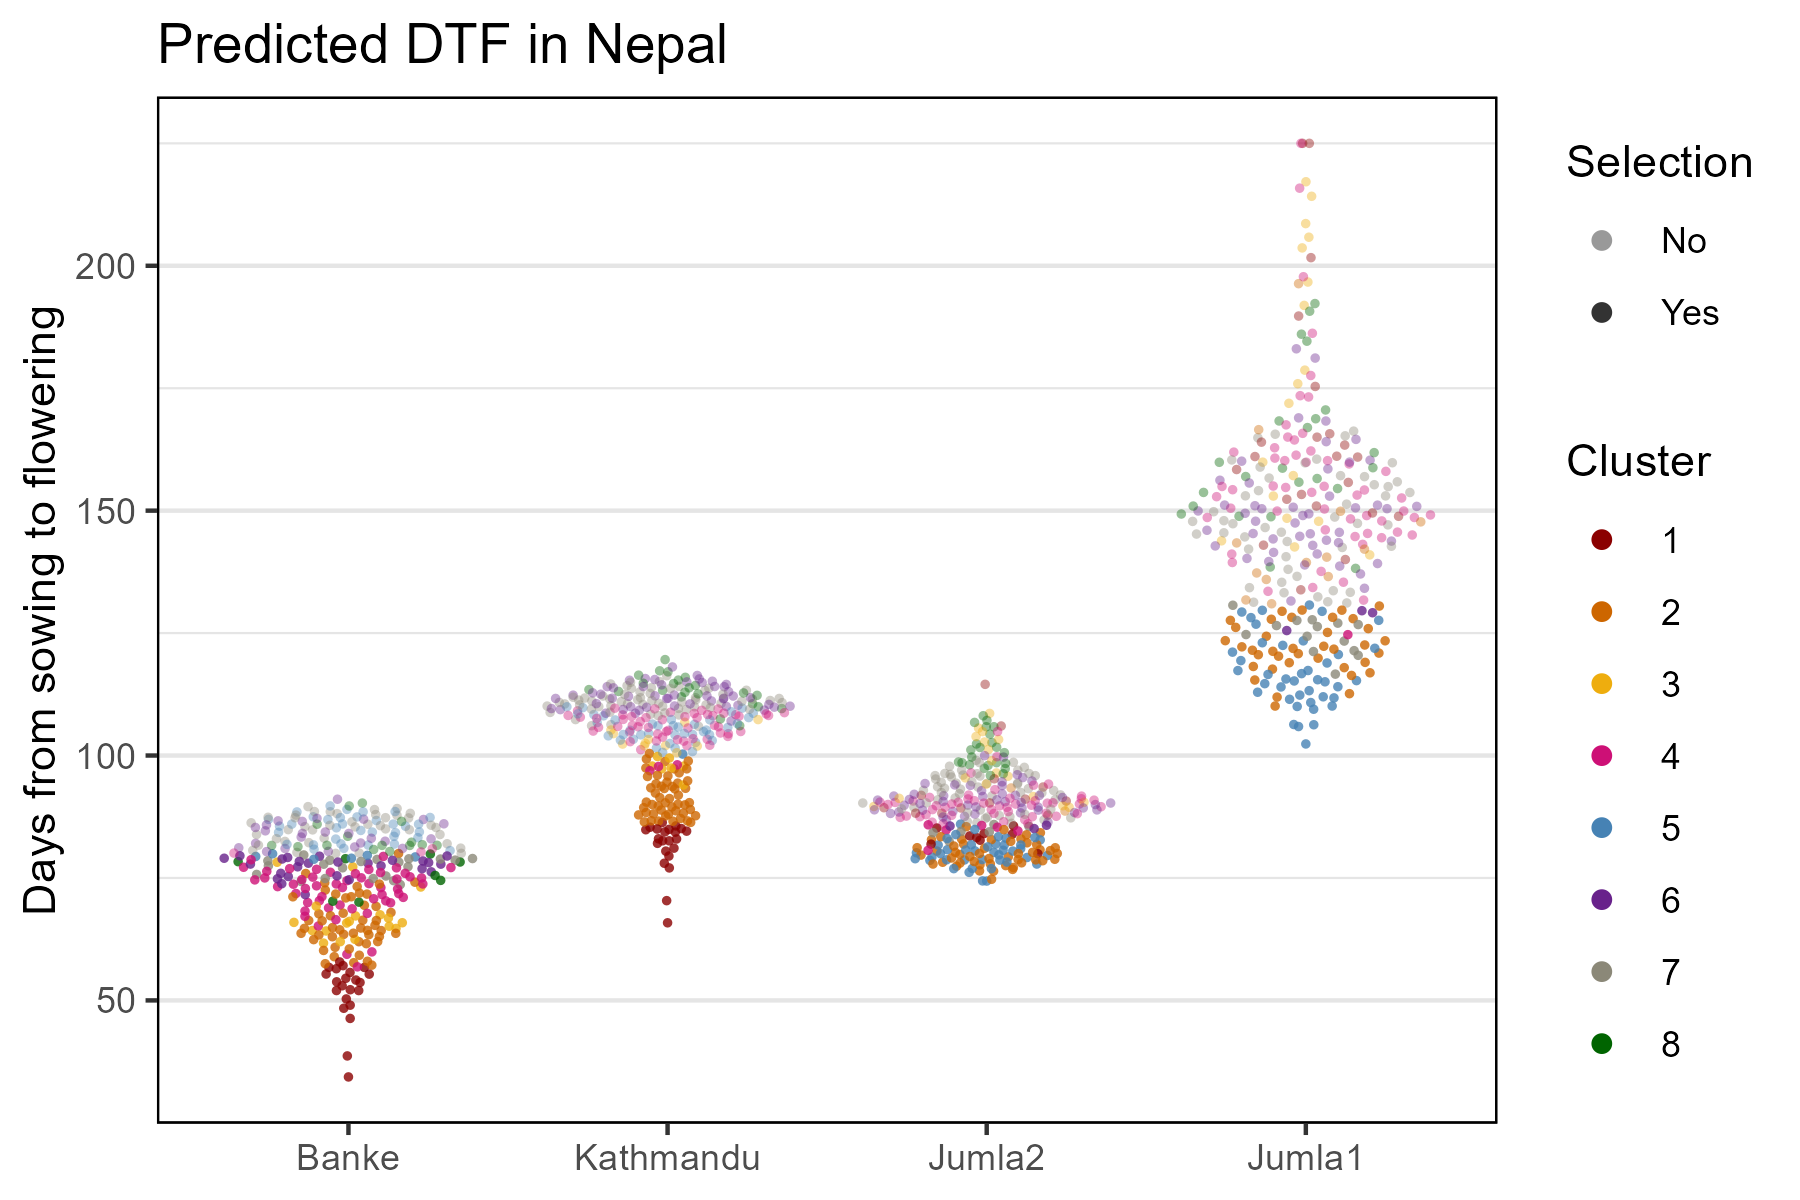 Predicted DTF in Nepal
Days from sowing to flowering
200
150
100
50
Banke
Kathmandu
Jumla2
Jumla1
Selection
No
Yes
Cluster
1
2
3
4
5
6
7
8